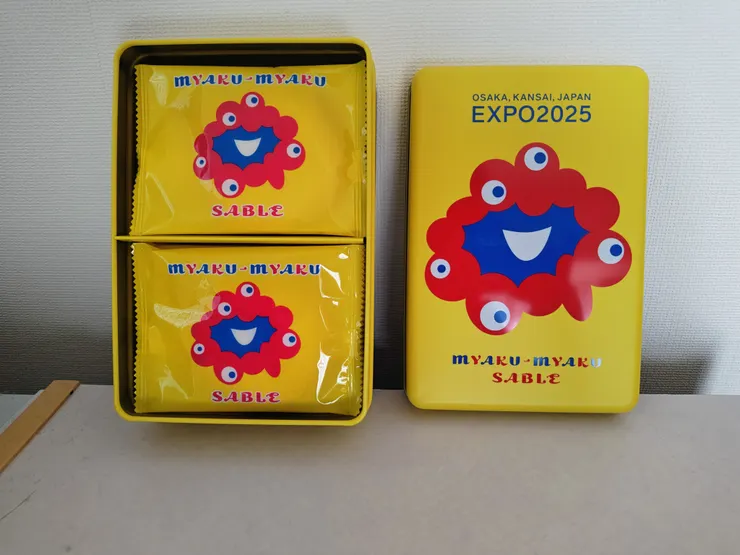 MYAKU-MYAKU
SABLE
MYAKU-MYAKU
SABLE
OSAKA, KANSAI, JAPAN
EXPO2025
MYAKU-MYAKU
SABLE